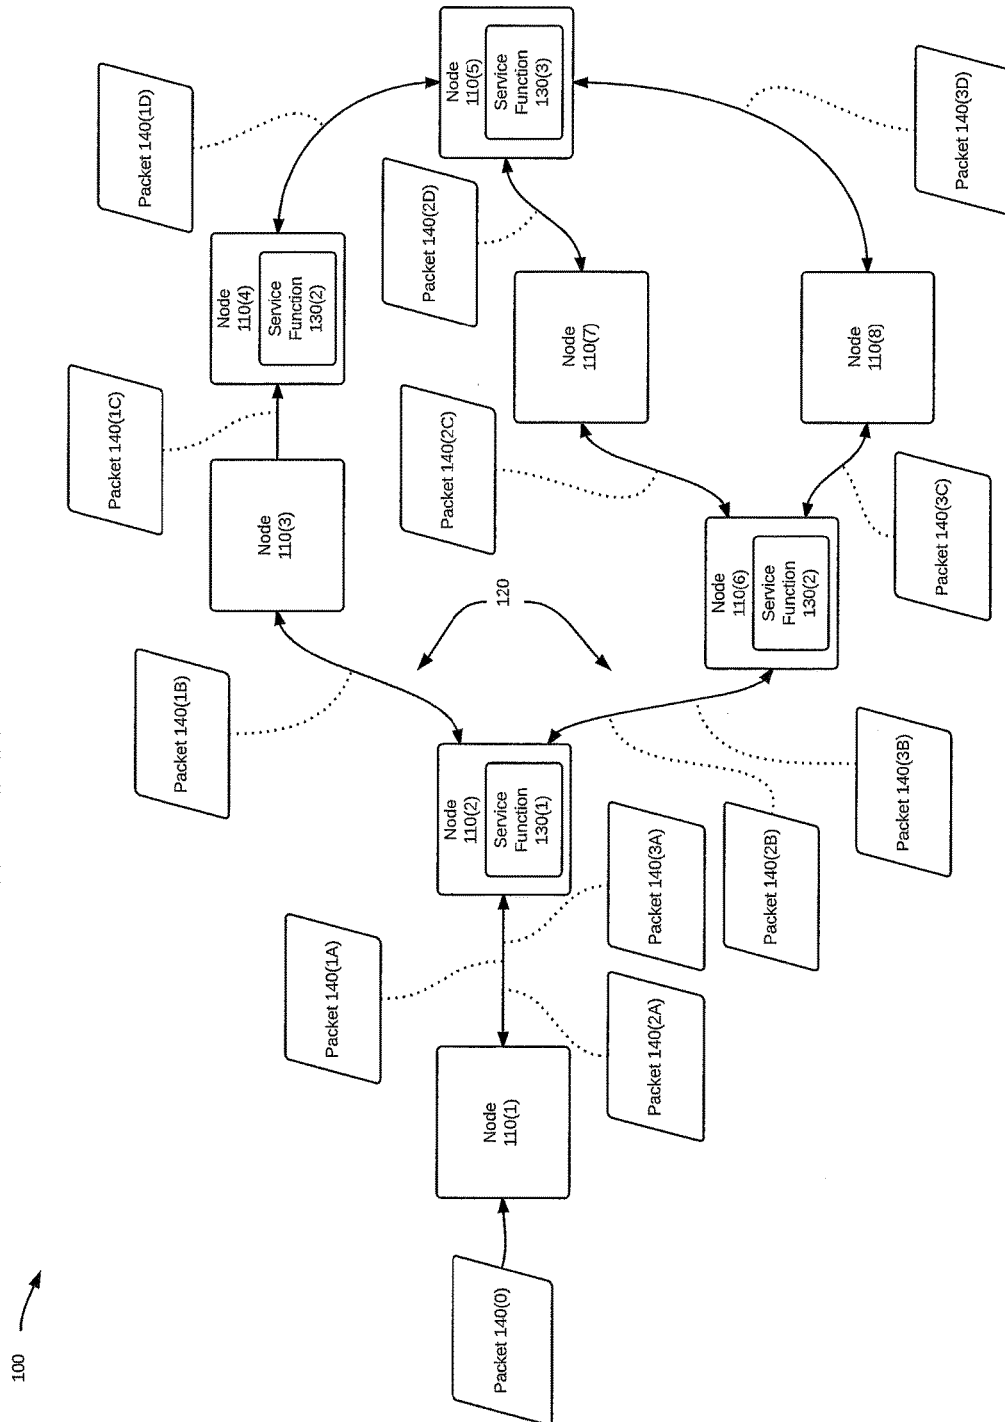 100
Packet 140(0)
Node
110(1)
Packet 140(1A)
Packet 140(2A)
Packet 140(3A)
Node
110(2)
Service
Function
130(1)
Packet 140(2B)
Packet 140(3B)
Packet 140(1B)
120
Node
110(3)
Packet 140(1C)
Node
110(4)
Service
Function
130(2)
Packet 140(1D)
Node
110(6)
Service
Function
130(2)
Packet 140(2C)
Packet 140(3C)
Node
110(7)
Node
110(8)
Packet 140(2D)
Packet 140(3D)
Node
110(5)
Service
Function
130(3)